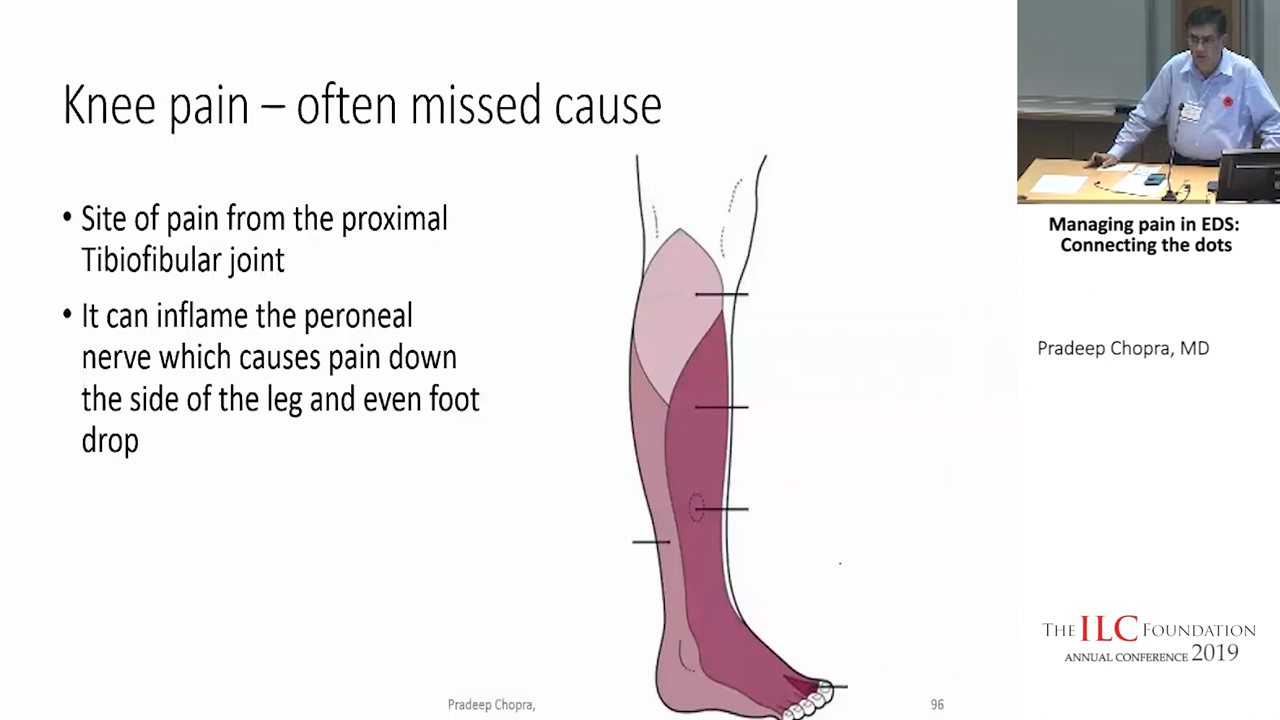 Knee pain – often missed cause
• Site of pain from the proximal
Tibiofibular joint
• It can inflame the peroneal
nerve which causes pain down
the side of the leg and even foot
drop
Pradeep Chopra,
96
Managing pain in EDS:
Connecting the dots
Pradeep Chopra, MD
THE ILC FOUNDATION
ANNUAL CONFERENCE 2019